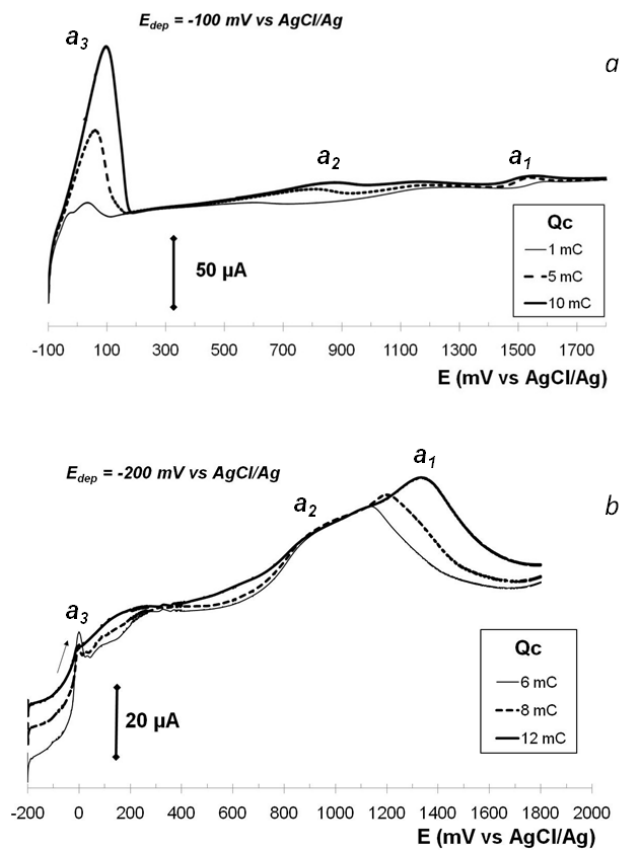 E_dep = -100 mV vs AgCl/Ag
a
a₃
a₂
a₁
50 µA
Qc
1 mC
5 mC
10 mC
-100 100 300 500 700 900 1100 1300 1500 1700
E (mV vs AgCl/Ag)
E_dep = -200 mV vs AgCl/Ag
b
a₁
a₂
a₃
20 µA
Qc
6 mC
8 mC
12 mC
-200 0 200 400 600 800 1000 1200 1400 1600 1800 2000
E (mV vs AgCl/Ag)